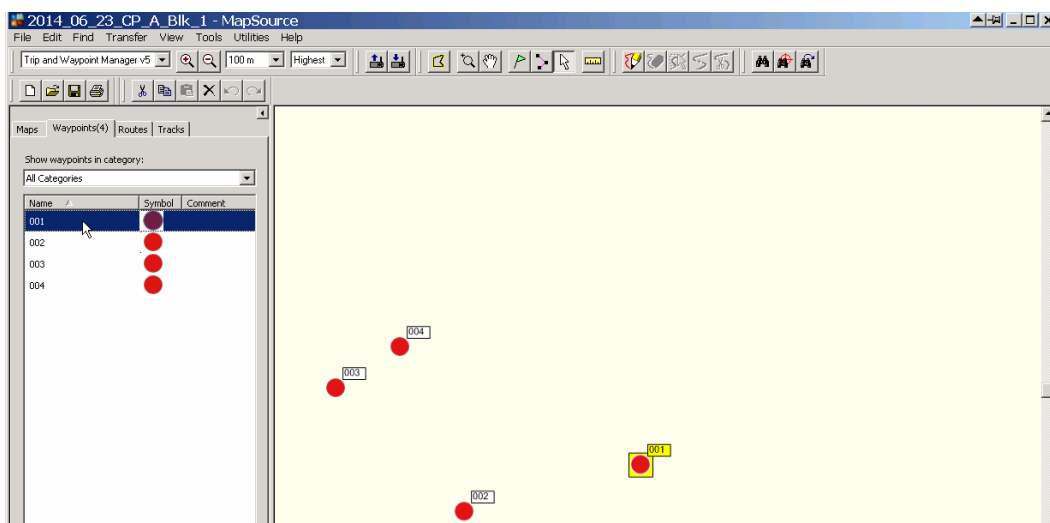 2014_06_23_CP_A_Blk_1 - MapSource
File Edit Find Transfer View Tools Utilities Help
Trip and Waypoint Manager v5 100 m Highest
Maps Waypoints(4) Routes Tracks
Show waypoints in category:
All Categories
Name Symbol Comment
001
002
003
004
004
003
001
002